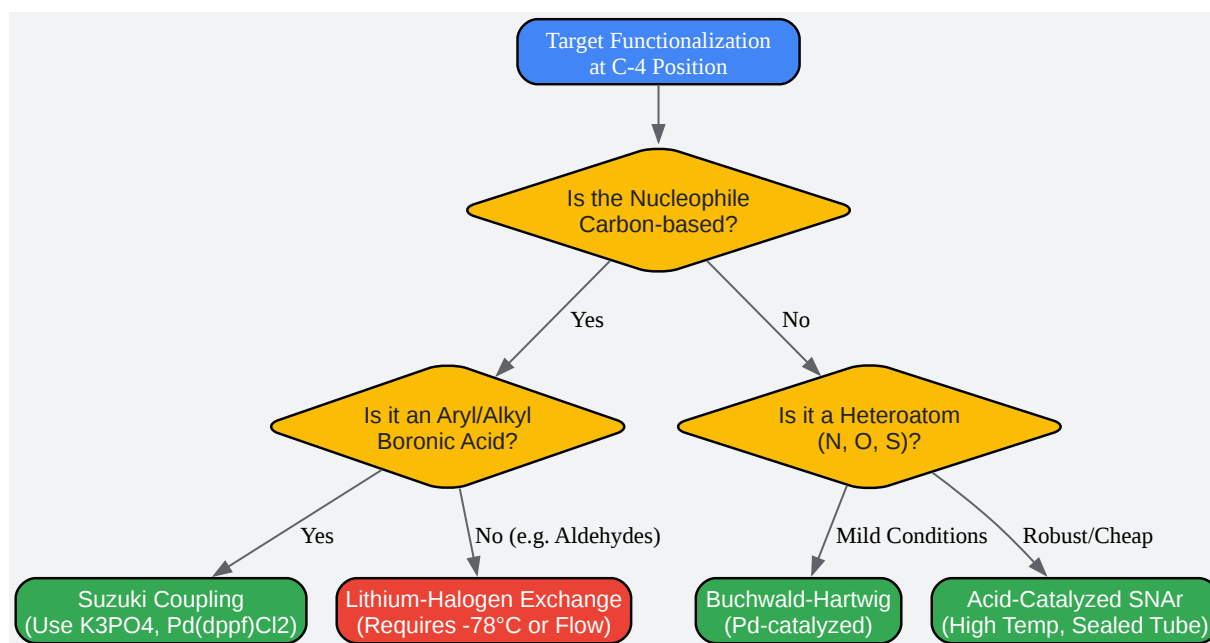 Target Functionalization
at C-4 Position
Is the Nucleophile
Carbon-based?
Yes
No
Is it an Aryl/Alkyl
Boronic Acid?
Is it a Heteroatom
(N, O, S)?
Yes
No (e.g. Aldehydes)
Mild Conditions
Robust/Cheap
Suzuki Coupling
(Use K3PO4, Pd(dppf)Cl2)
Lithium-Halogen Exchange
(Requires -78°C or Flow)
Buchwald-Hartwig
(Pd-catalyzed)
Acid-Catalyzed SNAr
(High Temp, Sealed Tube)